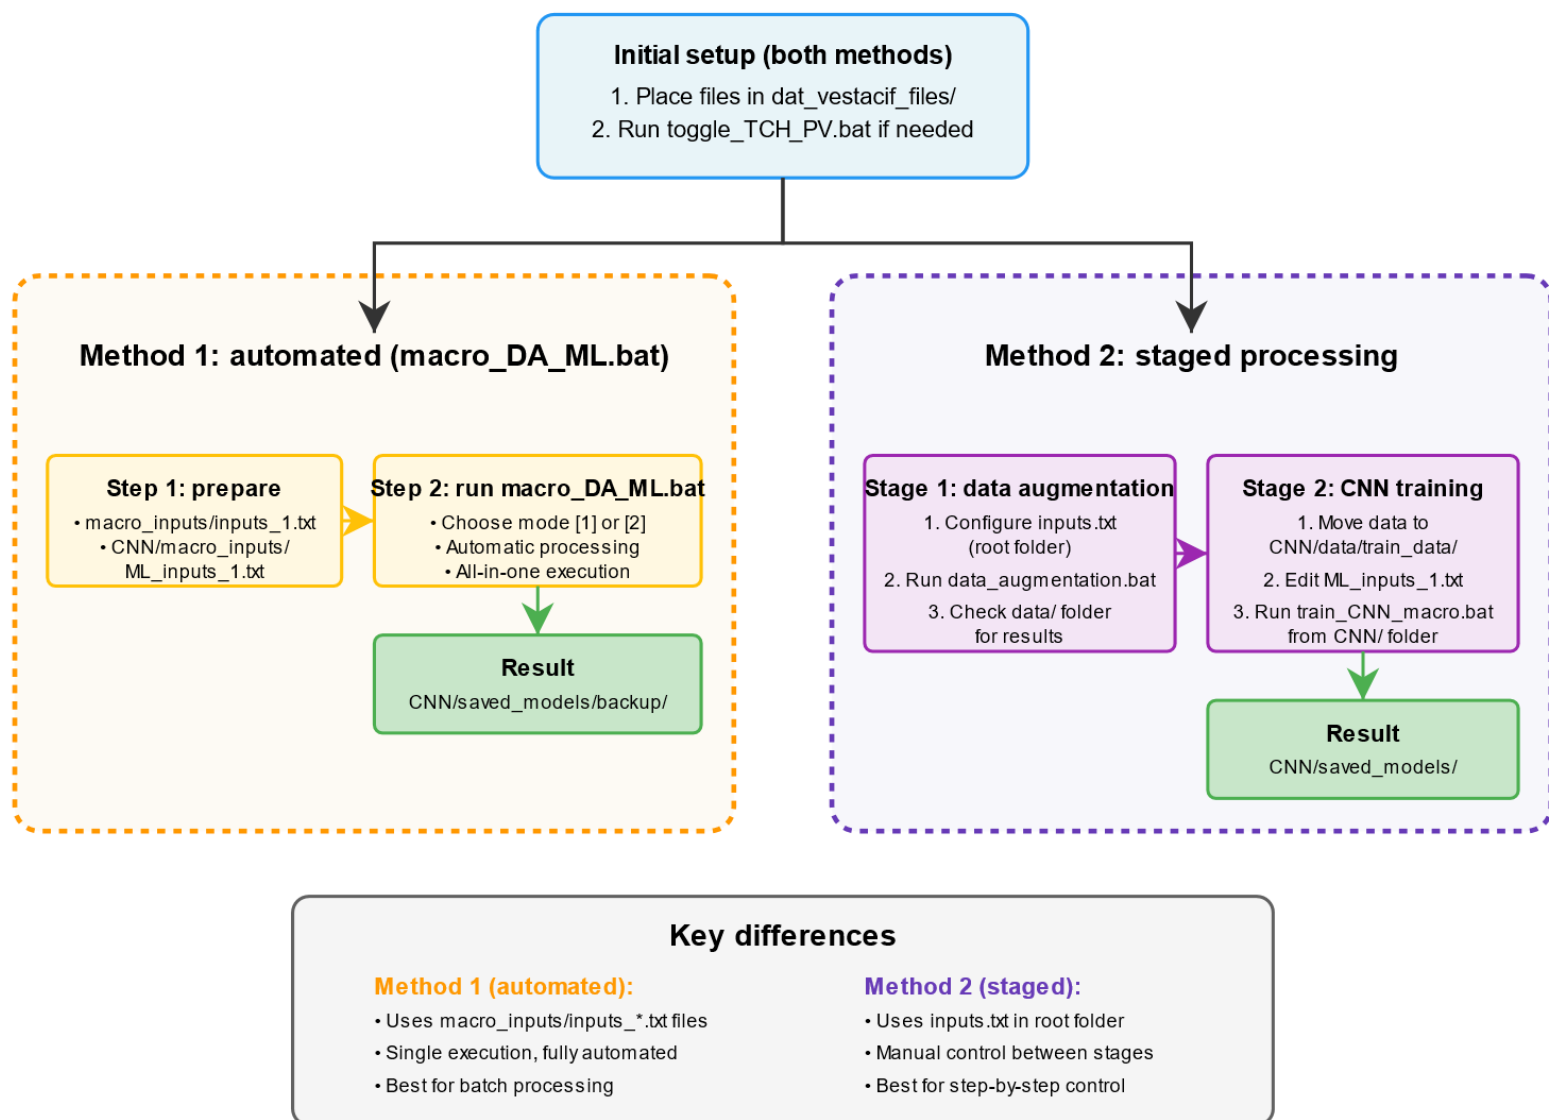 Initial setup (both methods)
1. Place files in dat_vestacif_files/
2. Run toggle_TCH_PV.bat if needed
Method 1: automated (macro_DA_ML.bat)
Step 1: prepare
• macro_inputs/inputs_1.txt
• CNN/macro_inputs/
ML_inputs_1.txt
Step 2: run macro_DA_ML.bat
• Choose mode [1] or [2]
• Automatic processing
• All-in-one execution
Result
CNN/saved_models/backup/
Method 2: staged processing
Stage 1: data augmentation
1. Configure inputs.txt
(root folder)
2. Run data_augmentation.bat
3. Check data/ folder
for results
Stage 2: CNN training
1. Move data to
CNN/data/train_data/
2. Edit ML_inputs_1.txt
3. Run train_CNN_macro.bat
from CNN/ folder
Result
CNN/saved_models/
Key differences
Method 1 (automated):
• Uses macro_inputs/inputs_*.txt files
• Single execution, fully automated
• Best for batch processing
Method 2 (staged):
• Uses inputs.txt in root folder
• Manual control between stages
• Best for step-by-step control